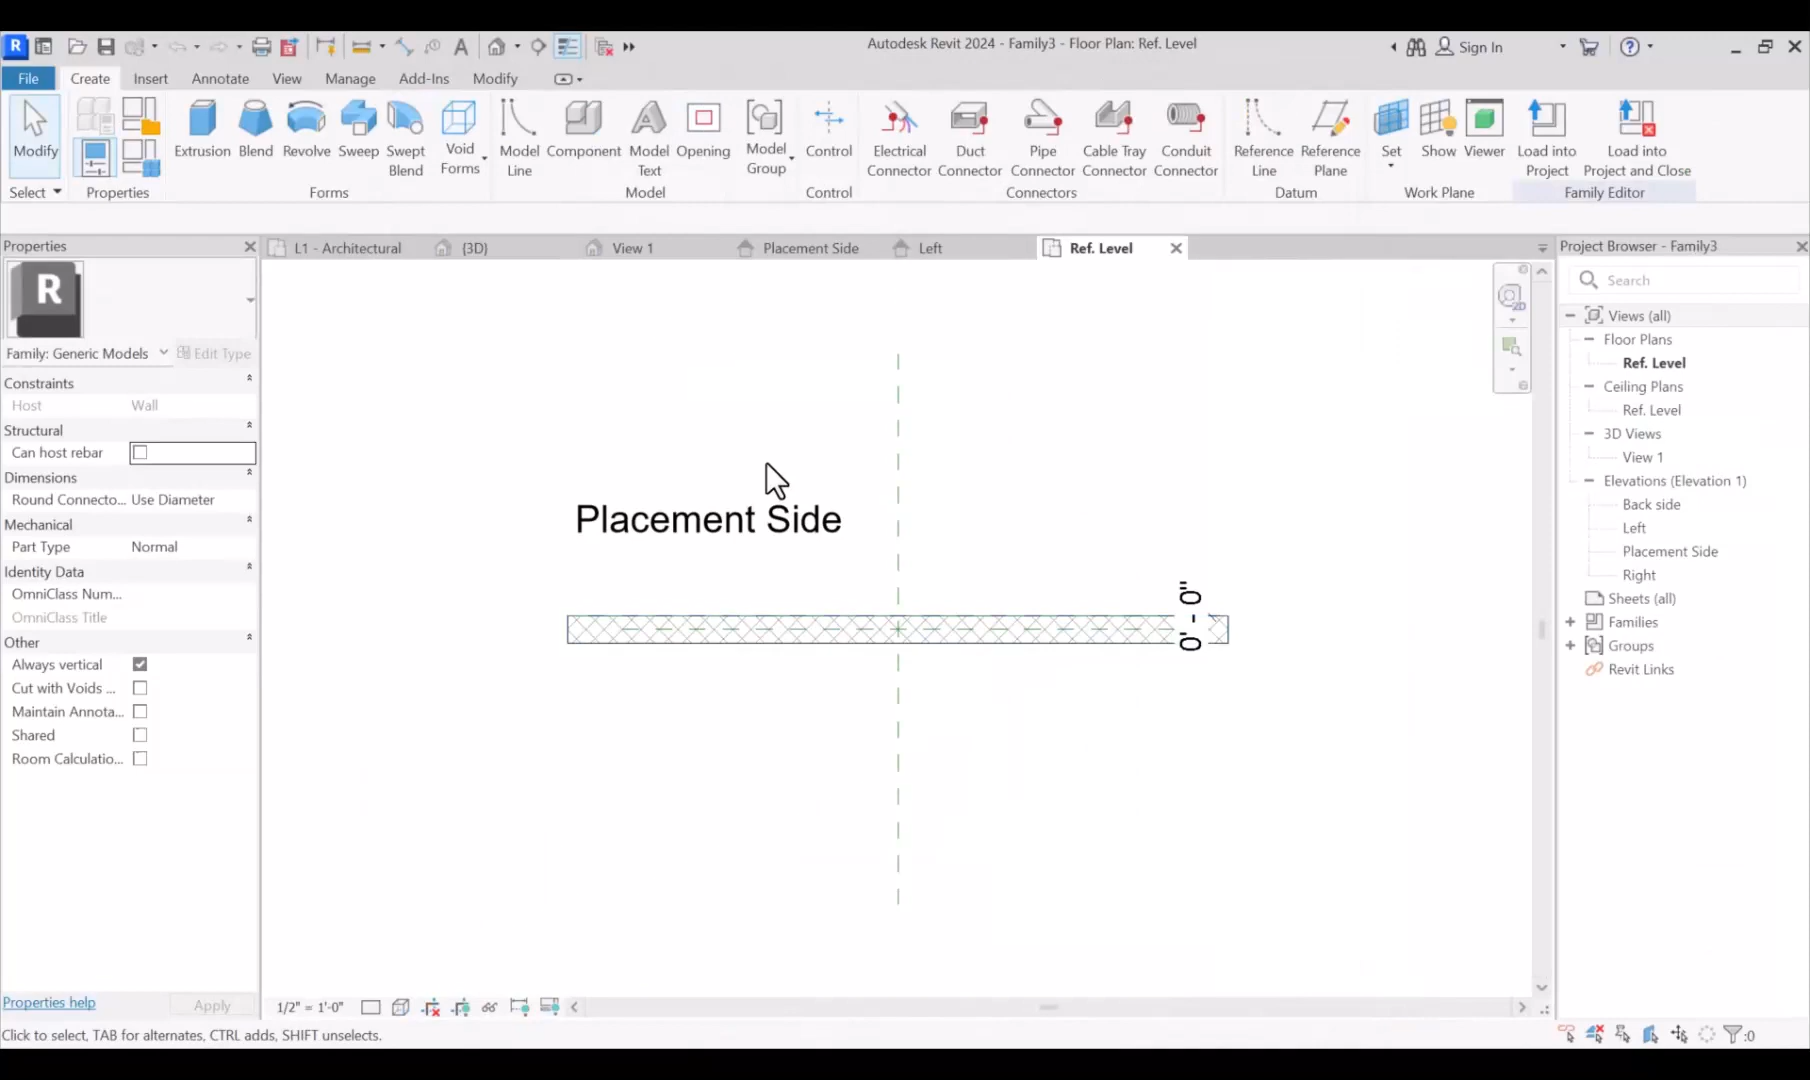 Autodesk Revit 2024 - Family3 - Floor Plan: Ref. Level
Sign In
File
Create
Insert
Annotate
View
Manage
Add-Ins
Modify
Modify
Extrusion
Blend
Revolve
Sweep
Swept
Blend
Void
Forms
Model
Line
Component
Model
Text
Opening
Model
Group
Control
Electrical
Connector
Duct
Connector
Pipe
Connector
Cable Tray
Connector
Conduit
Connector
Reference
Line
Reference
Plane
Set
Show
Viewer
Load into
Project
Load into
Project and Close
Select
Properties
Forms
Model
Control
Connectors
Datum
Work Plane
Family Editor
Properties
L1 - Architectural
{3D}
View 1
Placement Side
Left
Ref. Level
Project Browser - Family3
R
Family: Generic Models
Edit Type
Constraints
Host Wall
Structural
Can host rebar
Dimensions
Round Connecto... Use Diameter
Mechanical
Part Type Normal
Identity Data
OmniClass Num...
OmniClass Title
Other
Always vertical
Cut with Voids ...
Maintain Annota...
Shared
Room Calculatio...
Properties help
Apply
Placement Side
0' - 0"
2D
Search
Views (all)
Floor Plans
Ref. Level
Ceiling Plans
Ref. Level
3D Views
View 1
Elevations (Elevation 1)
Back side
Left
Placement Side
Right
Sheets (all)
Families
Groups
Revit Links
1/2" = 1'-0"
Click to select, TAB for alternates, CTRL adds, SHIFT unselects.
:0